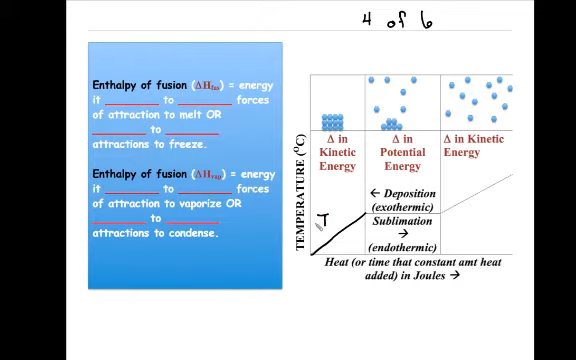 4 of 6
Enthalpy of fusion (ΔHfus) = energy
it ________ to ________ forces
of attraction to melt OR
________ to ________
attractions to freeze.
Enthalpy of fusion (ΔHvap) = energy
it ________ to ________ forces
of attraction to vaporize OR
________ to ________
attractions to condense.
TEMPERATURE (°C)
Δ in
Kinetic
Energy
Δ in
Potential
Energy
Δ in Kinetic
Energy
← Deposition
(exothermic)
Sublimation
→
(endothermic)
T
Heat (or time that constant amt heat
added) in Joules →